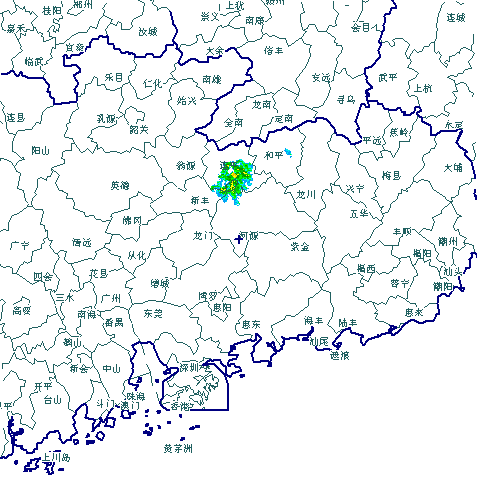 桂阳
郴州
汝城
崇义
上犹
南康
会昌
连城
嘉禾
临武
宜章
大余
信丰
乐昌
仁化
南雄
安远
武平
上杭
始兴
龙南
寻乌
连县
乳源
韶关
全南
定南
蕉岭
永定
阳山
翁源
连平
和平
平远
梅县
大埔
英德
新丰
龙川
兴宁
佛冈
五华
广宁
清远
龙门
河源
紫金
丰顺
潮州
从化
揭西
揭阳
汕头
四会
花县
增城
普宁
潮阳
三水
广州
博罗
惠阳
高要
南海
番禺
东莞
惠东
海丰
陆丰
惠来
鹤山
汕尾
遮浪
新会
中山
深圳
开平
台山
斗门
澳门
珠海
香港
恩平
上川岛
黄茅洲